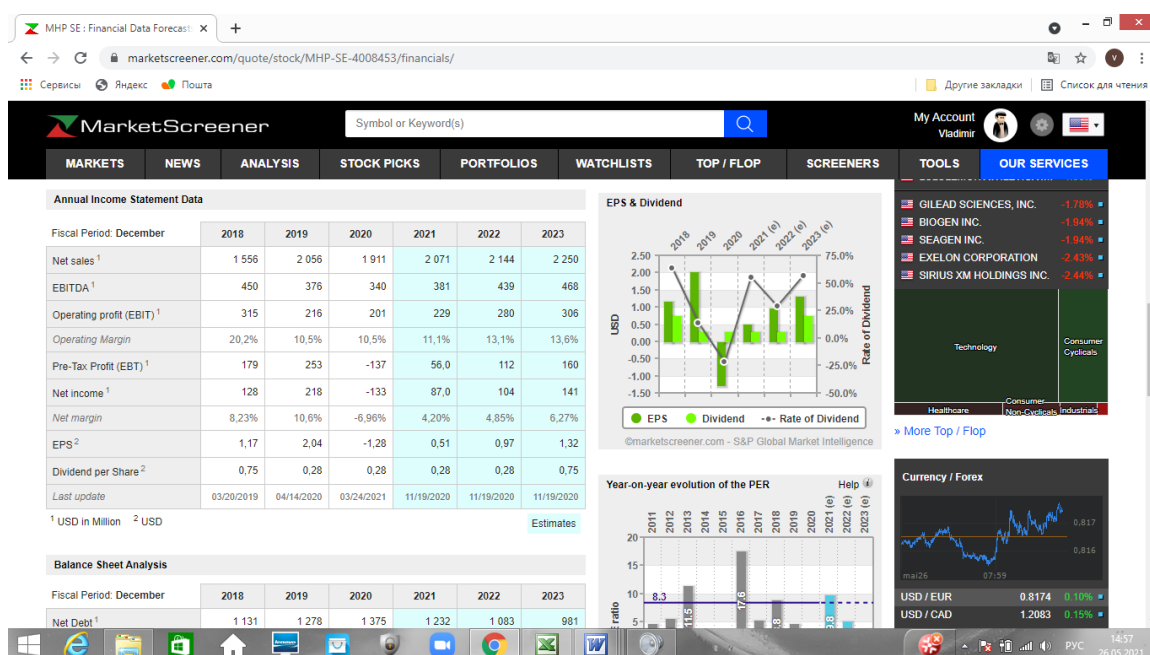 MHP SE : Financial Data Forecast
marketscreener.com/quote/stock/MHP-SE-4008453/financials/
V
Сервисы Яндекс Почта Другие закладки Список для чтения
MarketScreener Symbol or Keyword(s) My Account
Vladimir
MARKETS NEWS ANALYSIS STOCK PICKS PORTFOLIOS WATCHLISTS TOP / FLOP SCREENERS TOOLS OUR SERVICES
Annual Income Statement Data
Fiscal Period: December 2018 2019 2020 2021 2022 2023
Net sales 1 1 556 2 056 1 911 2 071 2 144 2 250
EBITDA 1 450 376 340 381 439 468
Operating profit (EBIT) 1 315 216 201 229 280 306
Operating Margin 20,2% 10,5% 10,5% 11,1% 13,1% 13,6%
Pre-Tax Profit (EBT) 1 179 253 -137 56,0 112 160
Net income 1 128 218 -133 87,0 104 141
Net margin 8,23% 10,6% -6,96% 4,20% 4,85% 6,27%
EPS 2 1,17 2,04 -1,28 0,51 0,97 1,32
Dividend per Share 2 0,75 0,28 0,28 0,28 0,28 0,75
Last update 03/20/2019 04/14/2020 03/24/2021 11/19/2020 11/19/2020 11/19/2020
1 USD in Million 2 USD Estimates
Balance Sheet Analysis
Fiscal Period: December 2018 2019 2020 2021 2022 2023
Net Debt 1 1 131 1 278 1 375 1 232 1 083 981
EPS & Dividend
2018 2019 2020 2021 (e) 2022 (e) 2023 (e)
2.50 75.0%
2.00
1.50 50.0%
1.00 25.0%
0.50
0.00 0.0%
-0.50
-1.00 -25.0%
-1.50 -50.0%
USD
Rate of Dividend
EPS Dividend Rate of Dividend
©marketscreener.com - S&P Global Market Intelligence
Year-on-year evolution of the PER Help
2011 2012 2013 2014 2015 2016 2017 2018 2019 2020 2021 (e) 2022 (e) 2023 (e)
20
15
10
5
8.3
11.5 17.6 9.8
ratio
GILEAD SCIENCES, INC. -1.78%
BIOGEN INC. -1.94%
SEAGEN INC. -1.94%
EXELON CORPORATION -2.43%
SIRIUS XM HOLDINGS INC. -2.44%
Technology
Consumer
Cyclicals
Healthcare
Consumer
Non-Cyclicals
Industrials
» More Top / Flop
Currency / Forex
0,817
0,816
mai26 07:59
USD / EUR 0.8174 0.10%
USD / CAD 1.2083 0.15%
РУС
14:57
26.05.2021